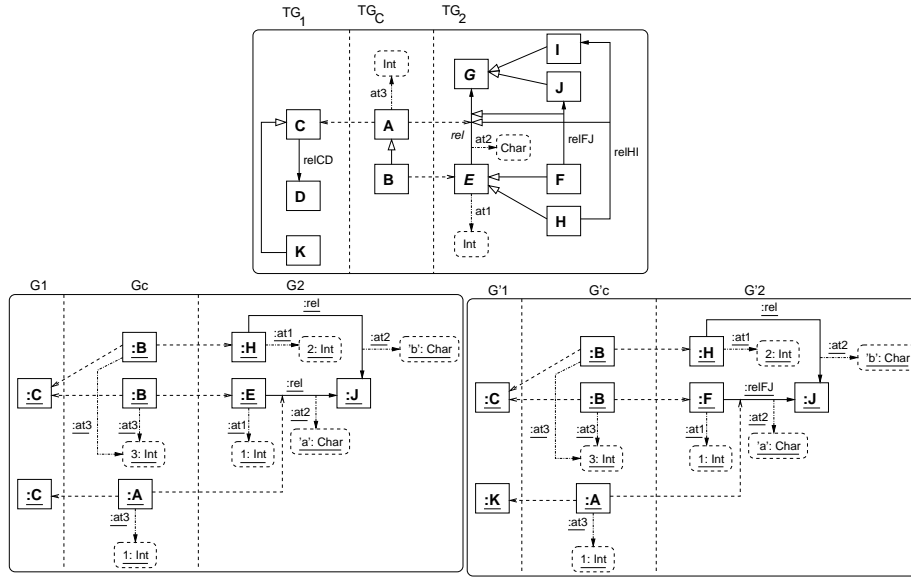 TG1 TGC TG2
I
Int
G
J
at3
C
A
rel
at2
relFJ
relHI
relCD
Char
B
E
F
D
at1
H
K
Int
G1 Gc G2
:rel
:B
:H
:at1
:at2
2: Int
'b': Char
:rel
:C
:B
:E
:J
:at3
:at3
:at1
:at2
3: Int
1: Int
'a': Char
:C
:A
:at3
1: Int
G'1 G'c G'2
:rel
:B
:H
:at1
:at2
2: Int
'b': Char
:relFJ
:C
:B
:F
:J
:at3
:at3
:at1
:at2
3: Int
1: Int
'a': Char
:K
:A
:at3
1: Int